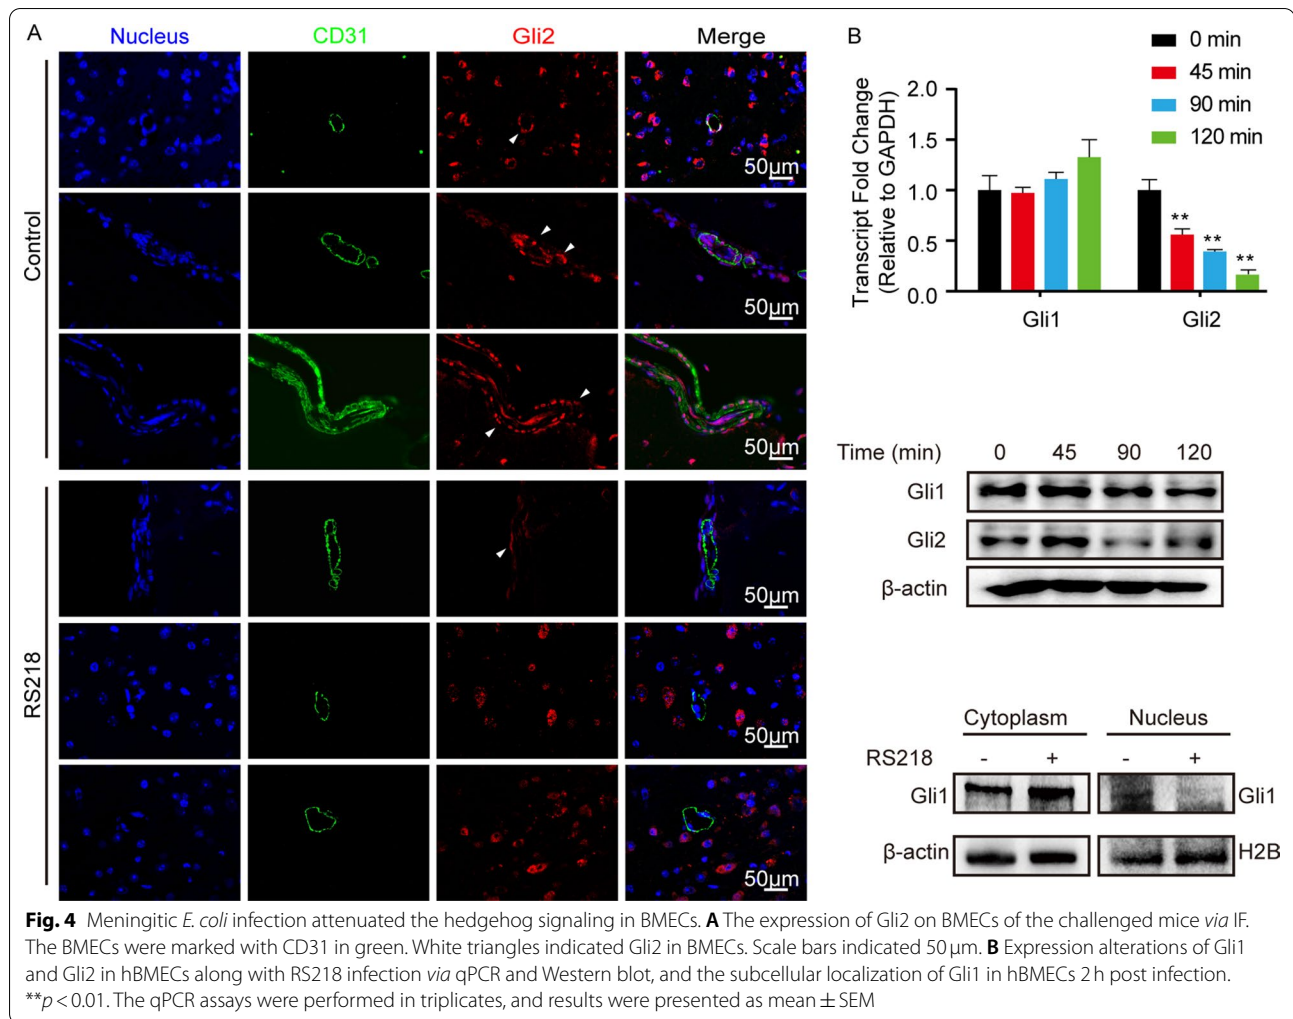 A
Nucleus CD31 Gli2 Merge
Control
50μm
50μm
50μm
RS218
50μm
50μm
50μm
B
0 min
45 min
90 min
120 min
Transcript Fold Change
(Relative to GAPDH)
2.0
1.5
1.0
0.5
0.0
** ** **
Gli1 Gli2
Time (min) 0 45 90 120
Gli1
Gli2
β-actin
Cytoplasm Nucleus
RS218 - + - +
Gli1 Gli1
β-actin H2B
Fig. 4 Meningitic E. coli infection attenuated the hedgehog signaling in BMECs. A The expression of Gli2 on BMECs of the challenged mice via IF.
The BMECs were marked with CD31 in green. White triangles indicated Gli2 in BMECs. Scale bars indicated 50 μm. B Expression alterations of Gli1
and Gli2 in hBMECs along with RS218 infection via qPCR and Western blot, and the subcellular localization of Gli1 in hBMECs 2 h post infection.
**p < 0.01. The qPCR assays were performed in triplicates, and results were presented as mean ± SEM